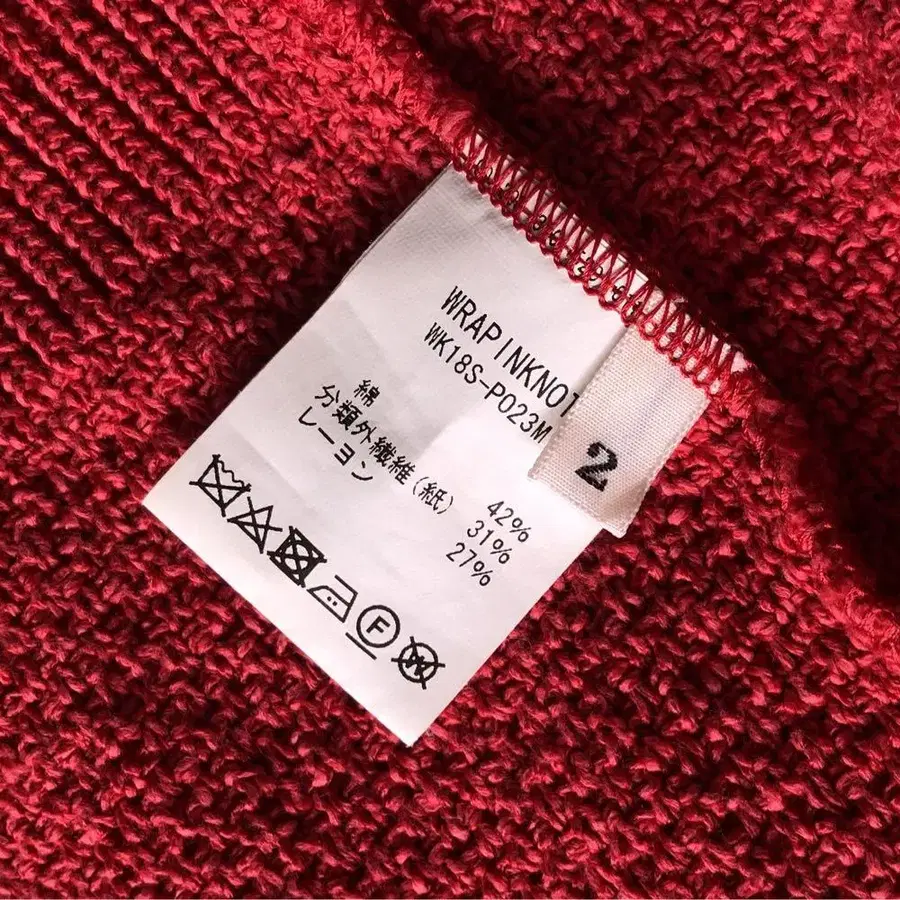 WRAPINKNOT
WK18S-P023M
綿 42%
分類外繊維(紙) 31%
レーヨン 27%
F
W
2